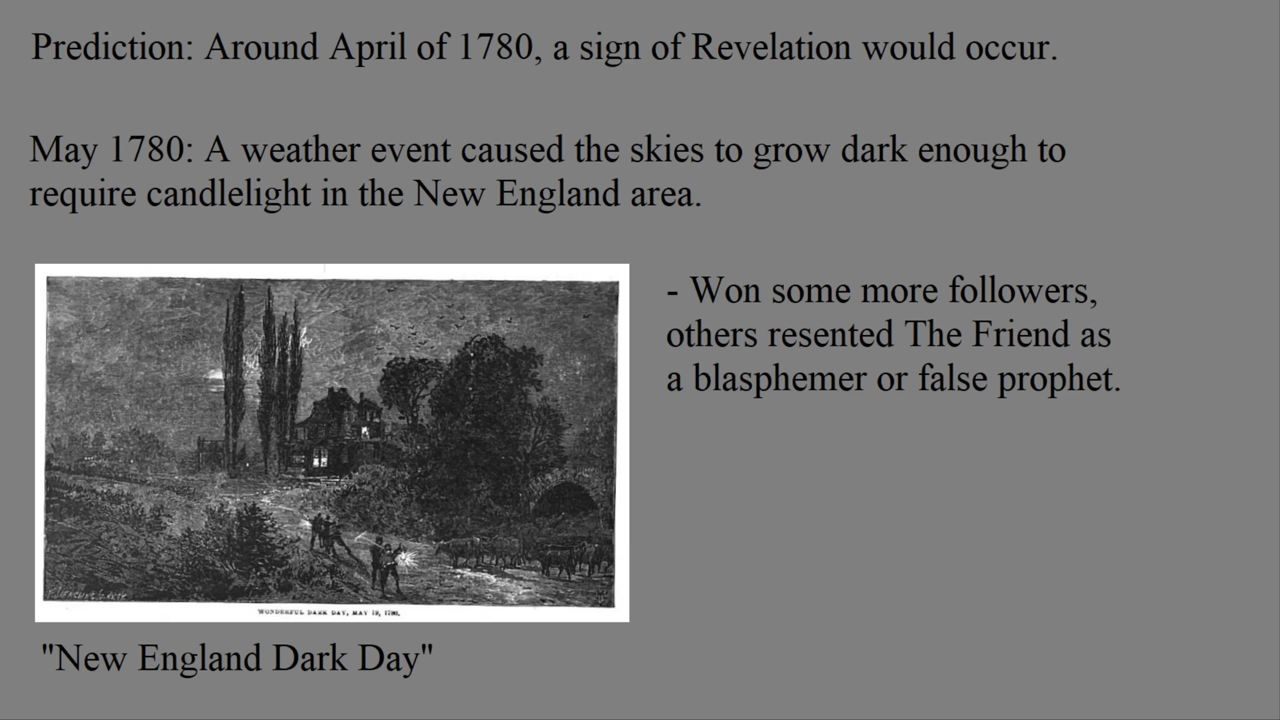 Prediction: Around April of 1780, a sign of Revelation would occur.
May 1780: A weather event caused the skies to grow dark enough to
require candlelight in the New England area.
- Won some more followers,
others resented The Friend as
a blasphemer or false prophet.
WONDERFUL DARK DAY, MAY 19, 1780.
"New England Dark Day"